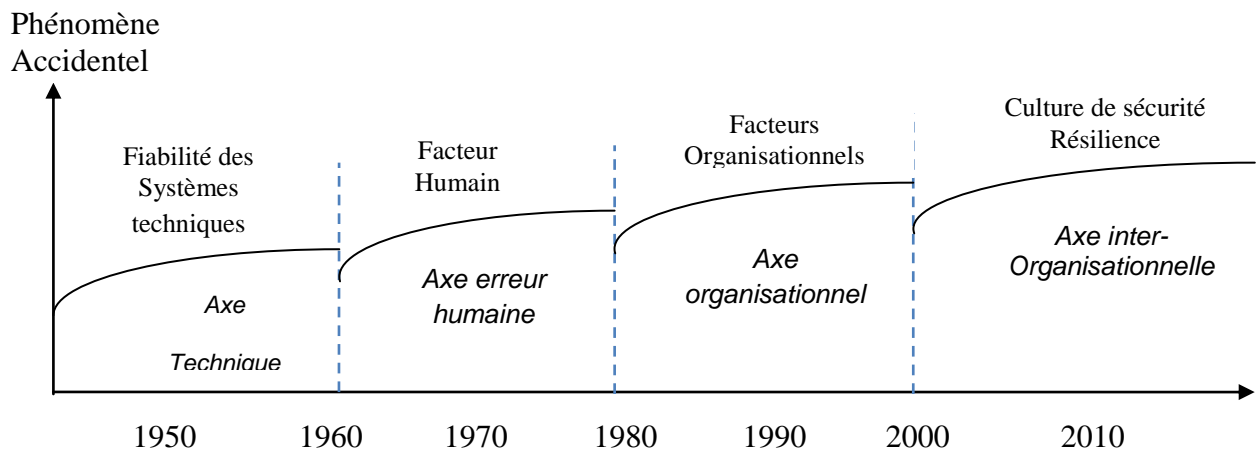 Phénomène
Accidentel
Fiabilité des
Systèmes
techniques
Facteur
Humain
Facteurs
Organisationnels
Culture de sécurité
Résilience
Axe
Technique
Axe erreur
humaine
Axe
organisationnel
Axe inter-
Organisationnelle
1950 1960 1970 1980 1990 2000 2010